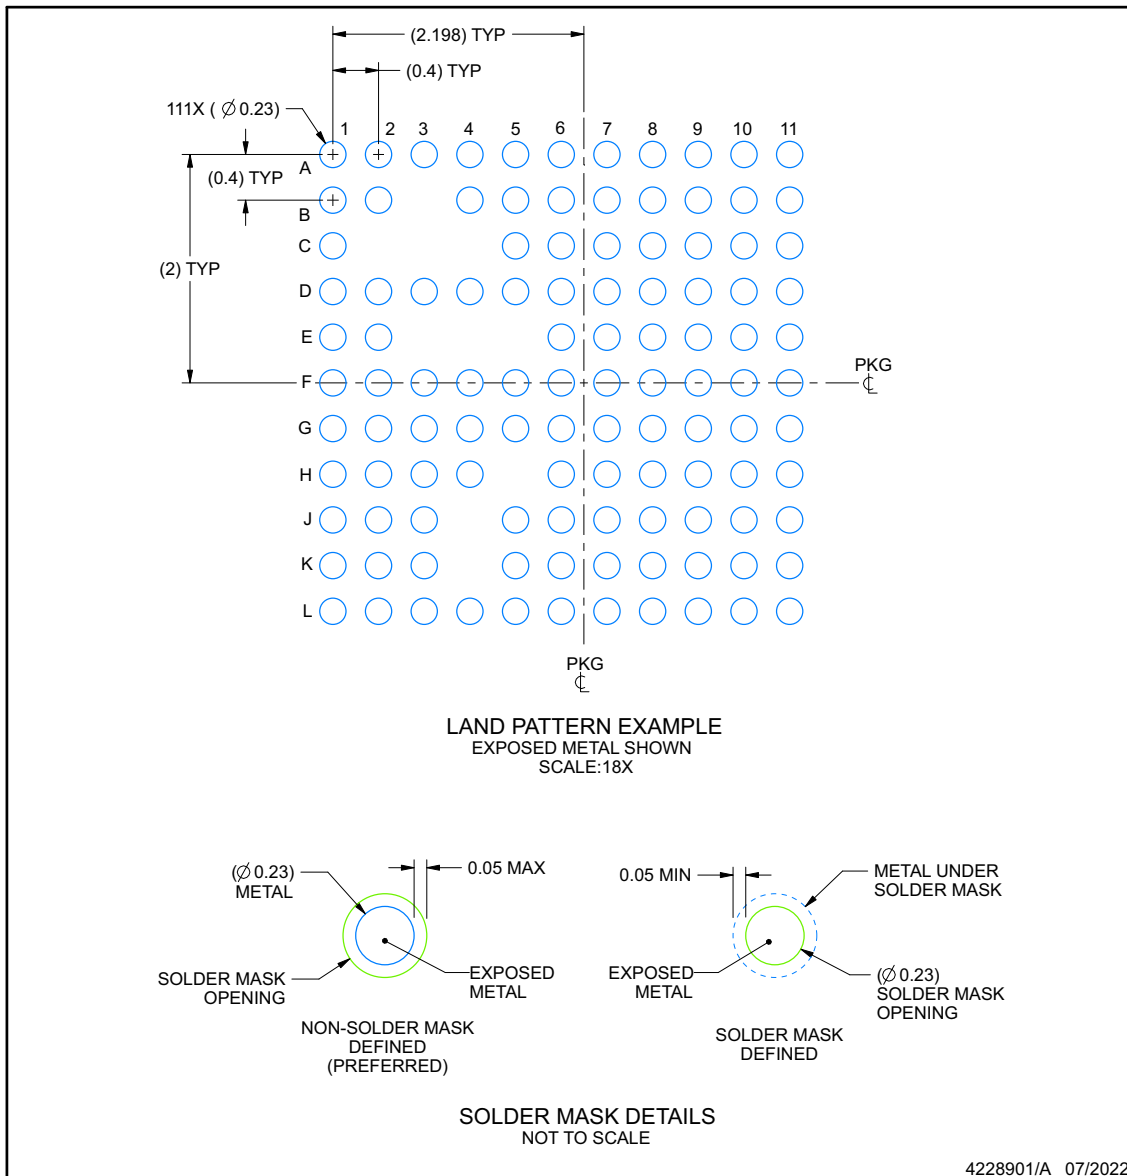 (2.198) TYP
(0.4) TYP
111X ( ∅ 0.23)
1 2 3 4 5 6 7 8 9 10 11
A
(0.4) TYP
B
C
(2) TYP
D
E
PKG
℄
F
G
H
J
K
L
PKG
℄
LAND PATTERN EXAMPLE
EXPOSED METAL SHOWN
SCALE:18X
(∅ 0.23)
METAL
0.05 MAX
SOLDER MASK
OPENING
EXPOSED
METAL
NON-SOLDER MASK
DEFINED
(PREFERRED)
0.05 MIN
METAL UNDER
SOLDER MASK
EXPOSED
METAL
(∅ 0.23)
SOLDER MASK
OPENING
SOLDER MASK
DEFINED
SOLDER MASK DETAILS
NOT TO SCALE
4228901/A 07/2022